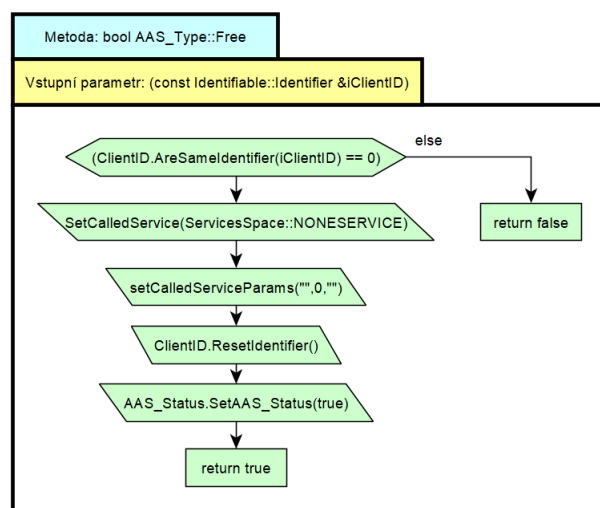 Metoda: bool AAS_Type::Free
Vstupní parametr: (const Identifiable::Identifier &iClientID)
(ClientID.AreSameIdentifier(iClientID) == 0)
else
SetCalledService(ServicesSpace::NONESERVICE)
return false
setCalledServiceParams("",0,"")
ClientID.ResetIdentifier()
AAS_Status.SetAAS_Status(true)
return true